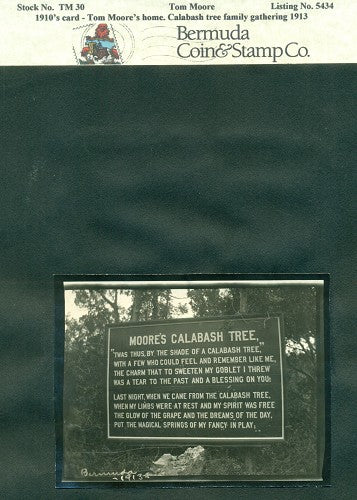 Stock No. TM 30 Tom Moore Listing No. 5434
1910's card - Tom Moore's home. Calabash tree family gathering 1913
Bermuda
Coin & Stamp Co.
MOORE'S CALABASH TREE,
"'TWAS THUS, BY THE SHADE OF A CALABASH TREE,
WITH A FEW WHO COULD FEEL AND REMEMBER LIKE ME,
THE CHARM THAT TO SWEETEN MY GOBLET I THREW
WAS A TEAR TO THE PAST AND A BLESSING ON YOU:
LAST NIGHT, WHEN WE CAME FROM THE CALABASH TREE,
WHEN MY LIMBS WERE AT REST AND MY SPIRIT WAS FREE
THE GLOW OF THE GRAPE AND THE DREAMS OF THE DAY,
PUT THE MAGICAL SPRINGS OF MY FANCY IN PLAY;
Bermuda
-1913-